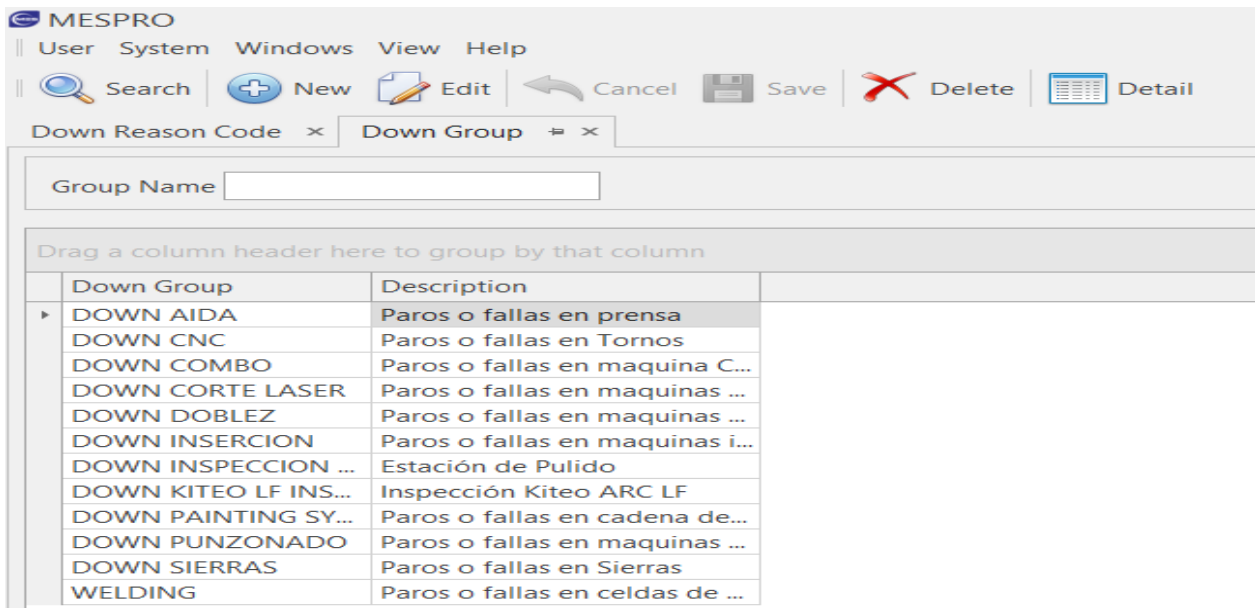 MESPRO
User System Windows View Help
Search New Edit Cancel Save Delete Detail
Down Reason Code Down Group
Group Name
Drag a column header here to group by that column
Down Group Description
DOWN AIDA Paros o fallas en prensa
DOWN CNC Paros o fallas en Tornos
DOWN COMBO Paros o fallas en maquina C...
DOWN CORTE LASER Paros o fallas en maquinas ...
DOWN DOBLEZ Paros o fallas en maquinas ...
DOWN INSERCION Paros o fallas en maquinas i...
DOWN INSPECCION ... Estación de Pulido
DOWN KITEO LF INS... Inspección Kiteo ARC LF
DOWN PAINTING SY... Paros o fallas en cadena de...
DOWN PUNZONADO Paros o fallas en maquinas ...
DOWN SIERRAS Paros o fallas en Sierras
WELDING Paros o fallas en celdas de ...